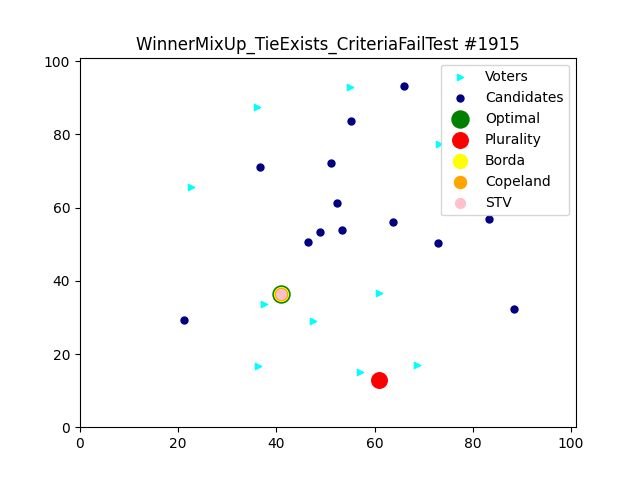 WinnerMixUp_TieExists_CriteriaFailTest #1915
100
80
60
40
20
0
0
20
40
60
80
100
Voters
Candidates
Optimal
Plurality
Borda
Copeland
STV